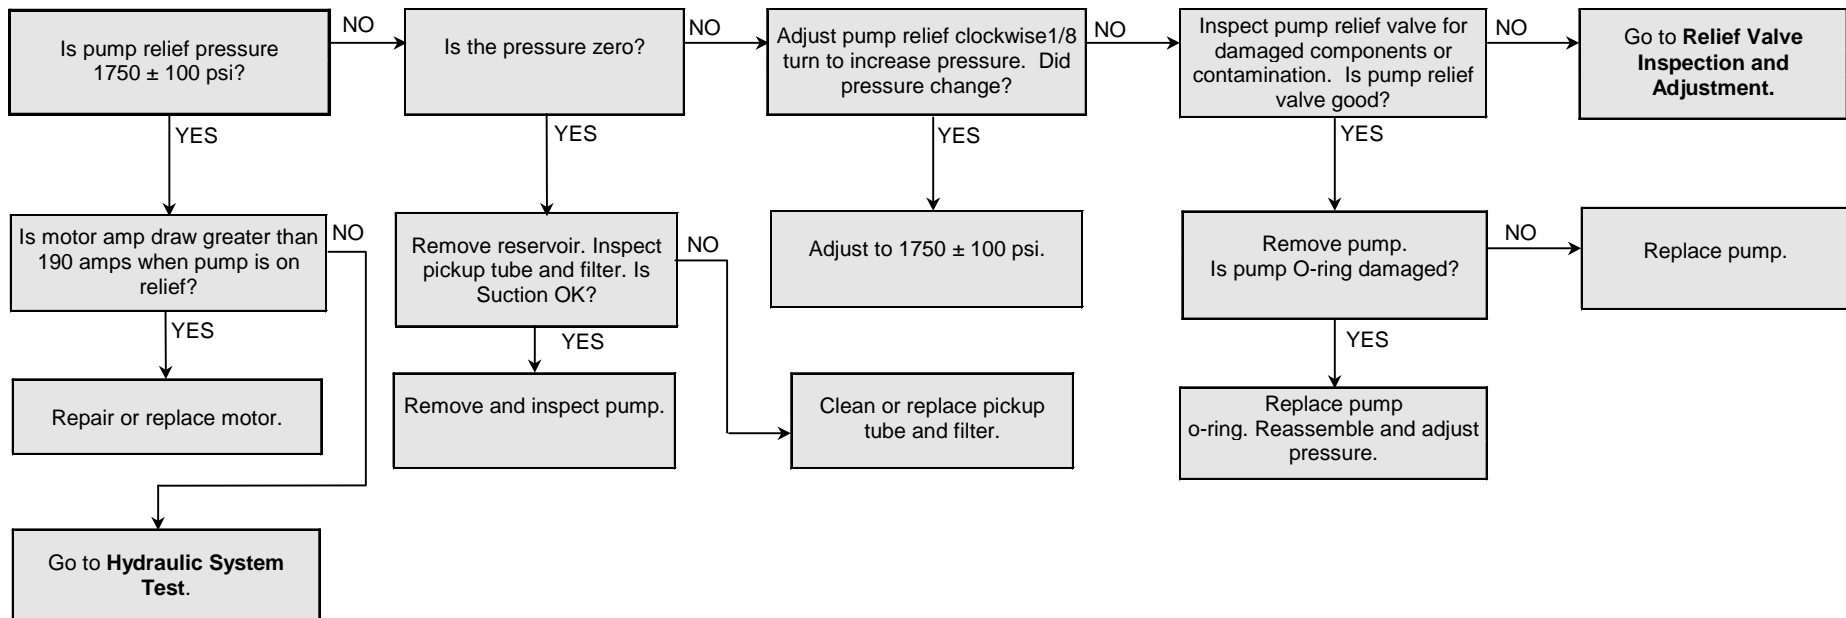 Is pump relief pressure
1750 ± 100 psi?
NO
Is the pressure zero?
NO
Adjust pump relief clockwise1/8
turn to increase pressure. Did
pressure change?
NO
Inspect pump relief valve for
damaged components or
contamination. Is pump relief
valve good?
NO
Go to Relief Valve
Inspection and
Adjustment.
YES
YES
YES
YES
Is motor amp draw greater than
190 amps when pump is on
relief?
NO
Remove reservoir. Inspect
pickup tube and filter. Is
Suction OK?
NO
Adjust to 1750 ± 100 psi.
Remove pump.
Is pump O-ring damaged?
NO
Replace pump.
YES
YES
YES
Repair or replace motor.
Remove and inspect pump.
Clean or replace pickup
tube and filter.
Replace pump
o-ring. Reassemble and adjust
pressure.
Go to Hydraulic System
Test.